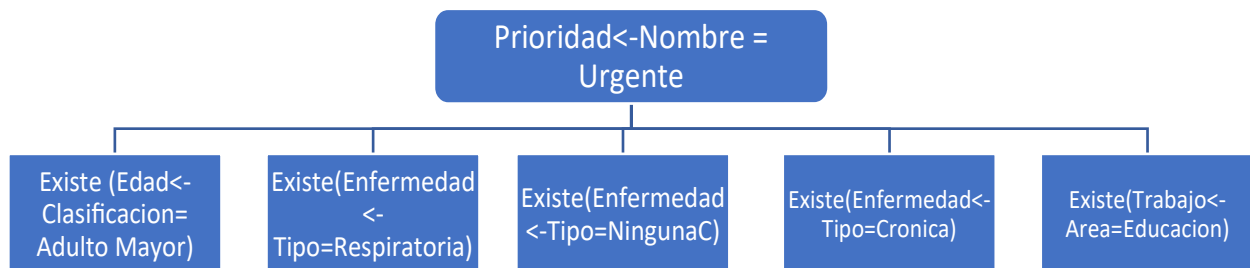 Prioridad<-Nombre =
Urgente
Existe (Edad<-
Clasificacion=
Adulto Mayor)
Existe(Enfermedad
<-
Tipo=Respiratoria)
Existe(Enfermedad
<-Tipo=NingunaC)
Existe(Enfermedad<-
Tipo=Cronica)
Existe(Trabajo<-
Area=Educacion)